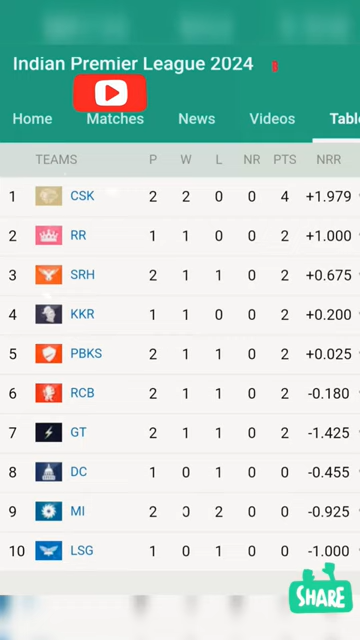 Indian Premier League 2024
Home Matches News Videos Table
TEAMS P W L NR PTS NRR
1 CSK 2 2 0 0 4 +1.979
2 RR 1 1 0 0 2 +1.000
3 SRH 2 1 1 0 2 +0.675
4 KKR 1 1 0 0 2 +0.200
5 PBKS 2 1 1 0 2 +0.025
6 RCB 2 1 1 0 2 -0.180
7 GT 2 1 1 0 2 -1.425
8 DC 1 0 1 0 0 -0.455
9 MI 2 0 2 0 0 -0.925
10 LSG 1 0 1 0 0 -1.000
SHARE